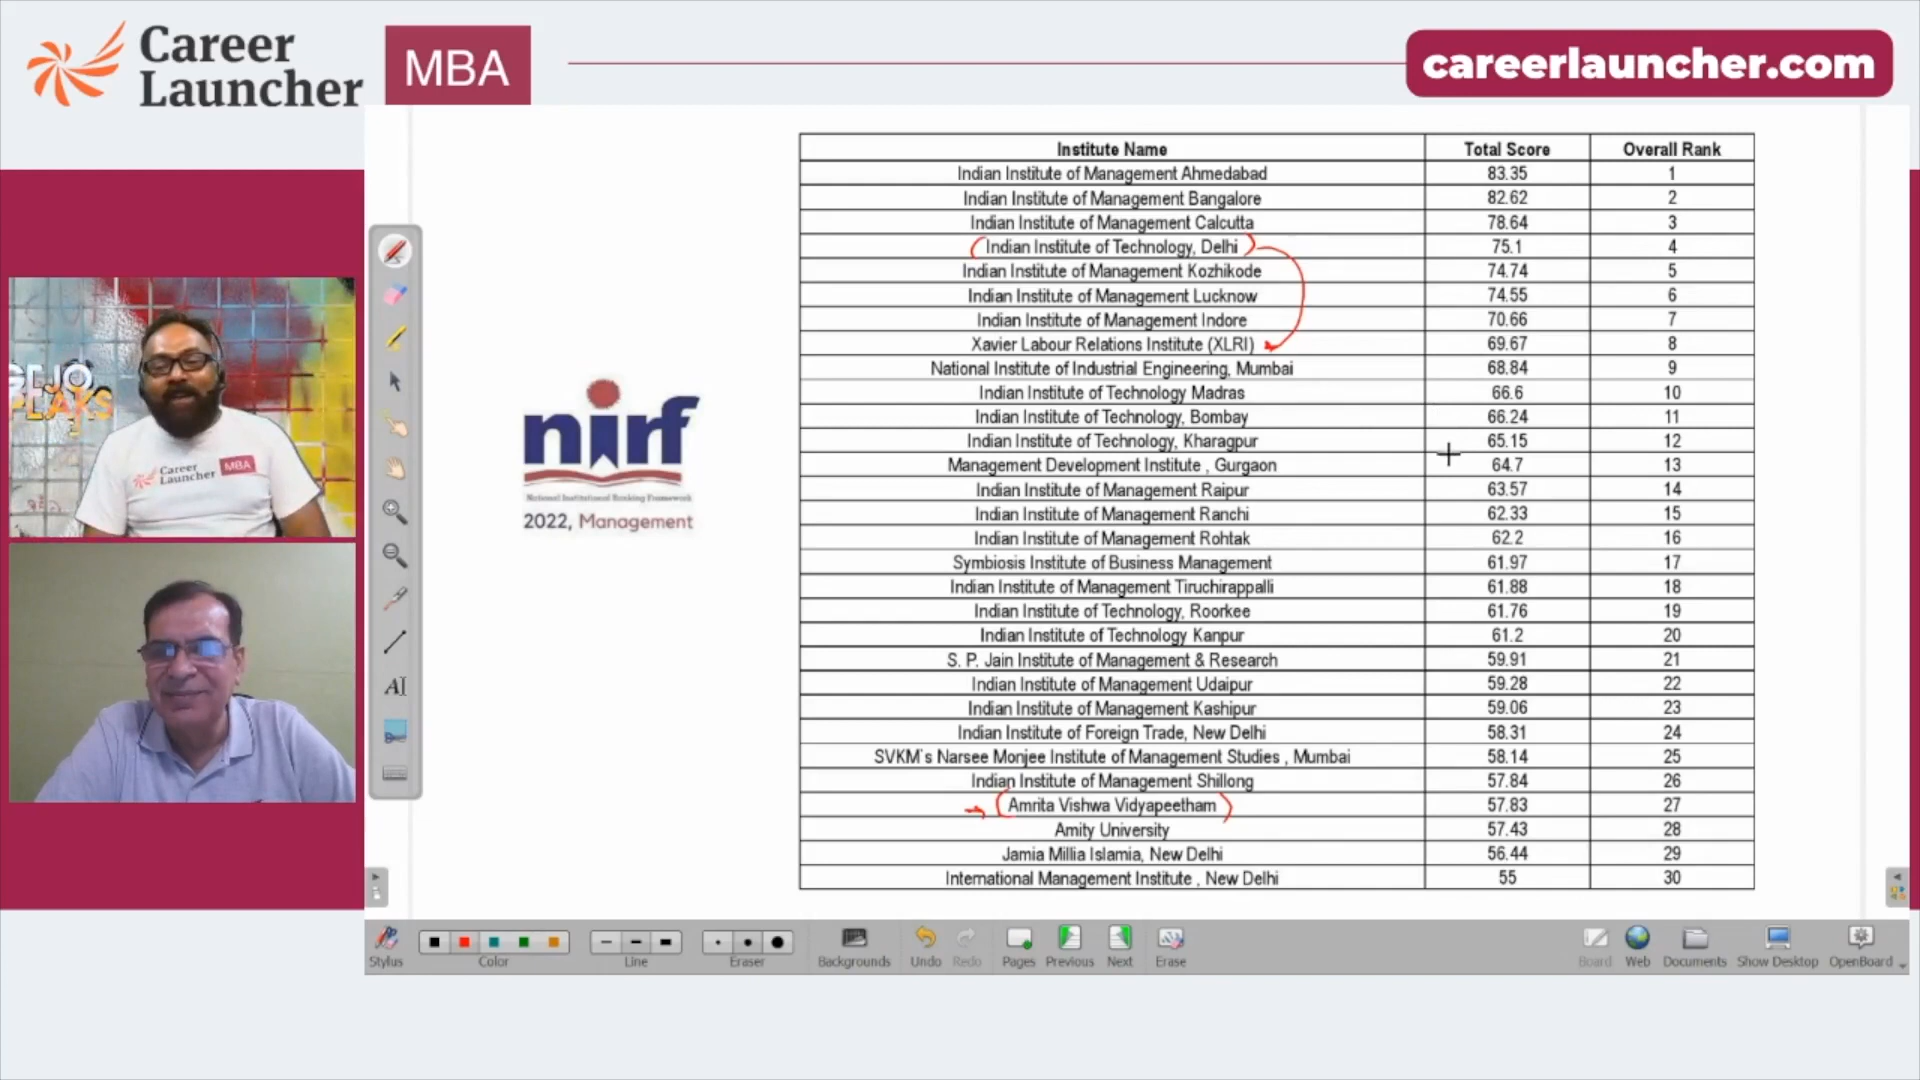 Career
Launcher
MBA
careerlauncher.com
Institute Name Total Score Overall Rank
Indian Institute of Management Ahmedabad 83.35 1
Indian Institute of Management Bangalore 82.62 2
Indian Institute of Management Calcutta 78.64 3
Indian Institute of Technology, Delhi 75.1 4
Indian Institute of Management Kozhikode 74.74 5
Indian Institute of Management Lucknow 74.55 6
Indian Institute of Management Indore 70.66 7
Xavier Labour Relations Institute (XLRI) 69.67 8
National Institute of Industrial Engineering, Mumbai 68.84 9
Indian Institute of Technology Madras 66.6 10
Indian Institute of Technology, Bombay 66.24 11
Indian Institute of Technology, Kharagpur 65.15 12
Management Development Institute , Gurgaon 64.7 13
Indian Institute of Management Raipur 63.57 14
Indian Institute of Management Ranchi 62.33 15
Indian Institute of Management Rohtak 62.2 16
Symbiosis Institute of Business Management 61.97 17
Indian Institute of Management Tiruchirappalli 61.88 18
Indian Institute of Technology, Roorkee 61.76 19
Indian Institute of Technology Kanpur 61.2 20
S. P. Jain Institute of Management & Research 59.91 21
Indian Institute of Management Udaipur 59.28 22
Indian Institute of Management Kashipur 59.06 23
Indian Institute of Foreign Trade, New Delhi 58.31 24
SVKM`s Narsee Monjee Institute of Management Studies , Mumbai 58.14 25
Indian Institute of Management Shillong 57.84 26
Amrita Vishwa Vidyapeetham 57.83 27
Amity University 57.43 28
Jamia Millia Islamia, New Delhi 56.44 29
International Management Institute , New Delhi 55 30
nirf
National Institutional Ranking Framework
2022, Management
GEJO
SPEAKS
Career
Launcher
MBA
AI
Stylus Color Line Eraser Backgrounds Undo Redo Pages Previous Next Erase Board Web Documents Show Desktop OpenBoard